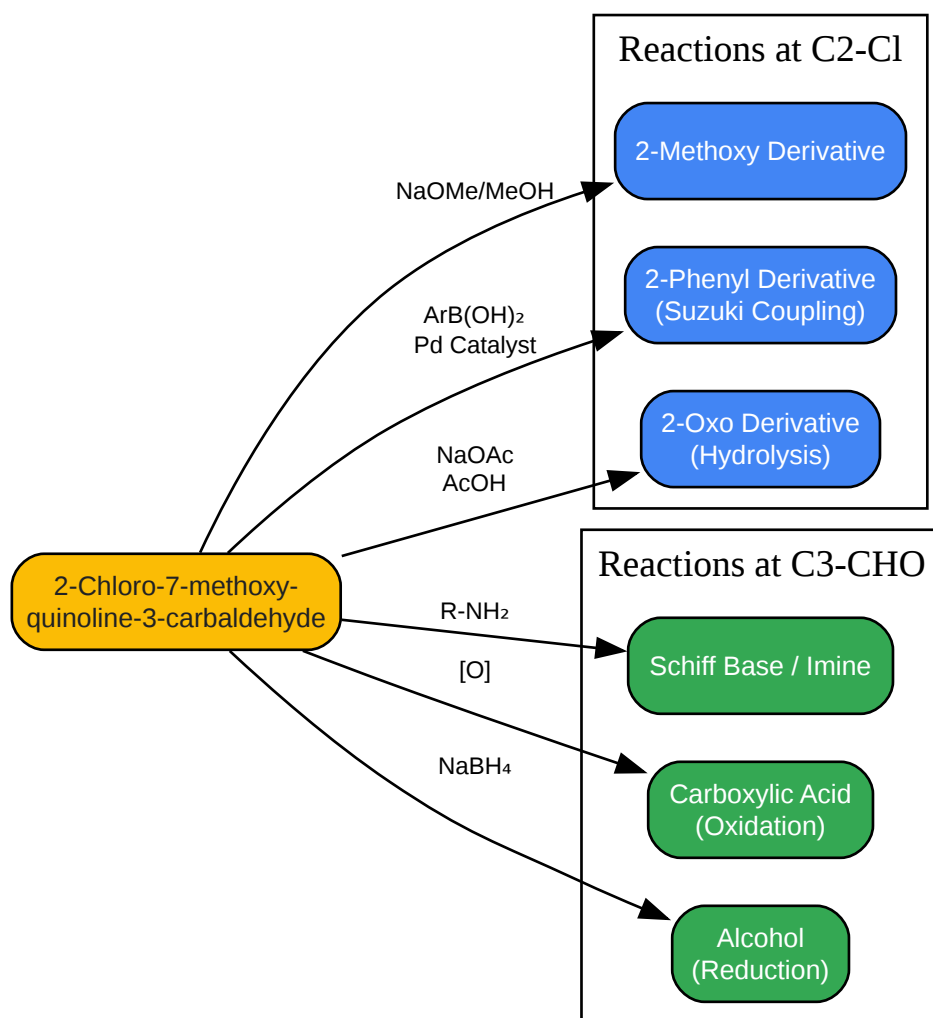 Reactions at C2-Cl
2-Methoxy Derivative
NaOMe/MeOH
2-Phenyl Derivative
(Suzuki Coupling)
ArB(OH)₂
Pd Catalyst
2-Oxo Derivative
(Hydrolysis)
NaOAc
AcOH
2-Chloro-7-methoxy-
quinoline-3-carbaldehyde
Reactions at C3-CHO
R-NH₂
Schiff Base / Imine
[O]
Carboxylic Acid
(Oxidation)
NaBH₄
Alcohol
(Reduction)